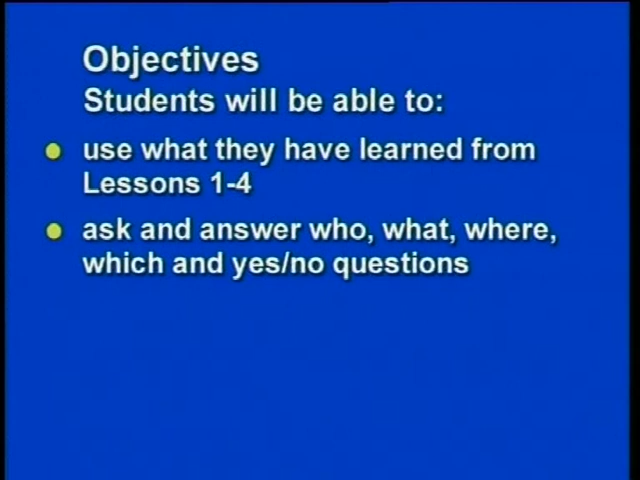 Objectives
Students will be able to:
use what they have learned from
Lessons 1-4
ask and answer who, what, where,
which and yes/no questions